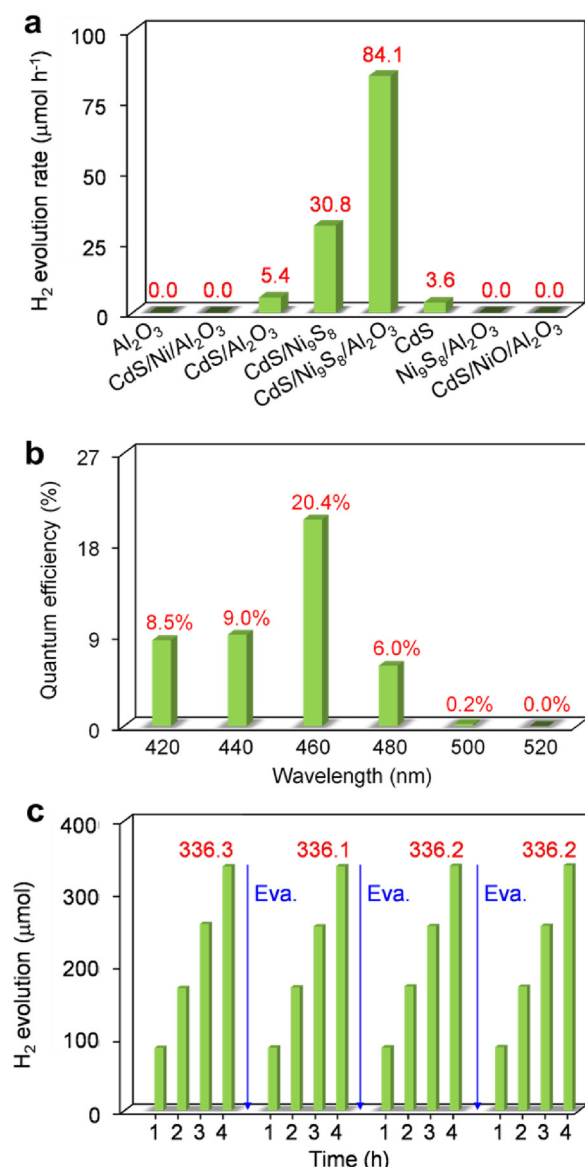 a
H₂ evolution rate (μmol h⁻¹)
100
75
50
25
0
0.0
0.0
5.4
30.8
84.1
3.6
0.0
0.0
Al₂O₃
CdS/Ni/Al₂O₃
CdS/Al₂O₃
CdS/Ni₉S₈
CdS/Ni₉S₈/Al₂O₃
CdS
Ni₉S₈/Al₂O₃
CdS/NiO/Al₂O₃
b
Quantum efficiency (%)
27
18
9
0
8.5%
9.0%
20.4%
6.0%
0.2%
0.0%
420 440 460 480 500 520
Wavelength (nm)
c
H₂ evolution (μmol)
400
300
200
100
0
336.3 336.1 336.2 336.2
Eva. Eva. Eva.
1 2 3 4 1 2 3 4 1 2 3 4 1 2 3 4
Time (h)